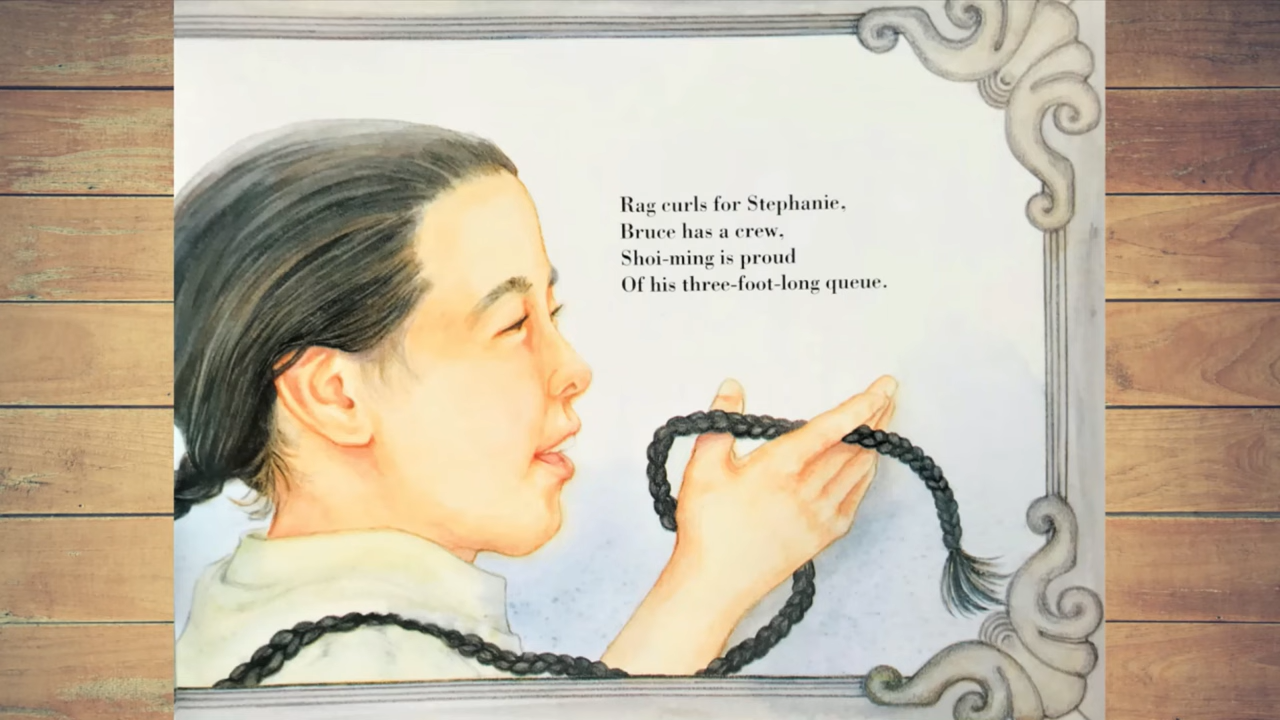 Rag curls for Stephanie,
Bruce has a crew,
Shoi-ming is proud
Of his three-foot-long queue.